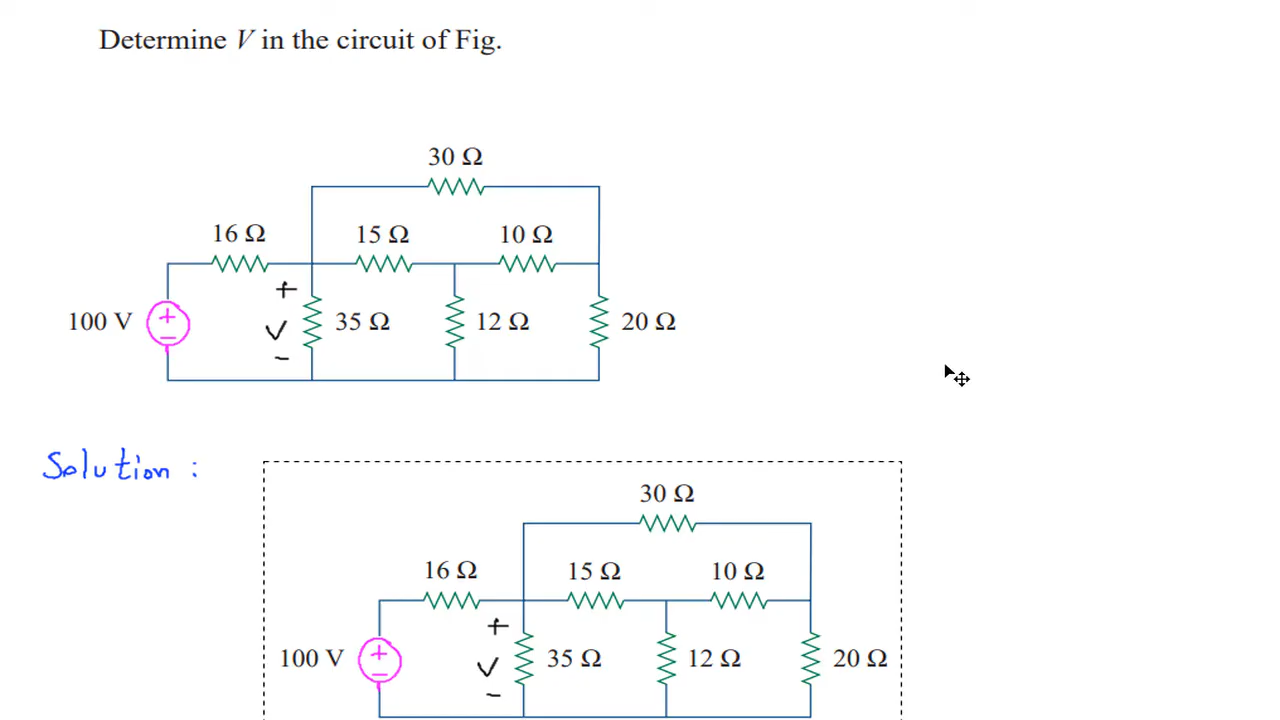 Determine V in the circuit of Fig.
30 Ω
16 Ω 15 Ω 10 Ω
+
100 V + − V 35 Ω 12 Ω 20 Ω
−
Solution :
30 Ω
16 Ω 15 Ω 10 Ω
+
100 V + − V 35 Ω 12 Ω 20 Ω
−